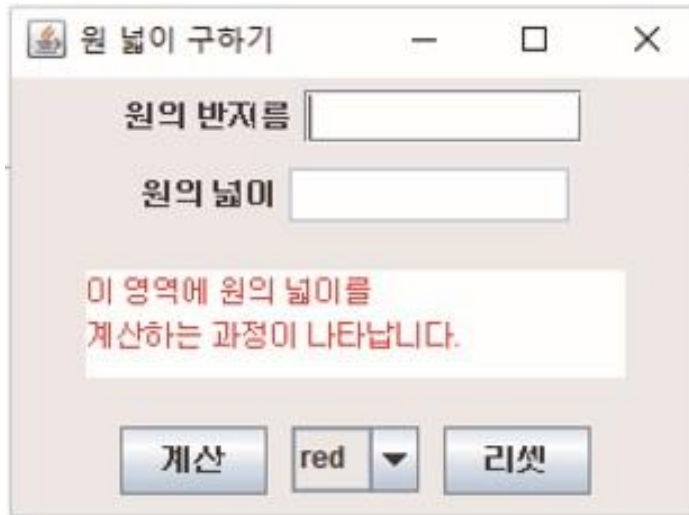 원 넓이 구하기
원의 반지름
원의 넓이
이 영역에 원의 넓이를
계산하는 과정이 나타납니다.
계산 red 리셋